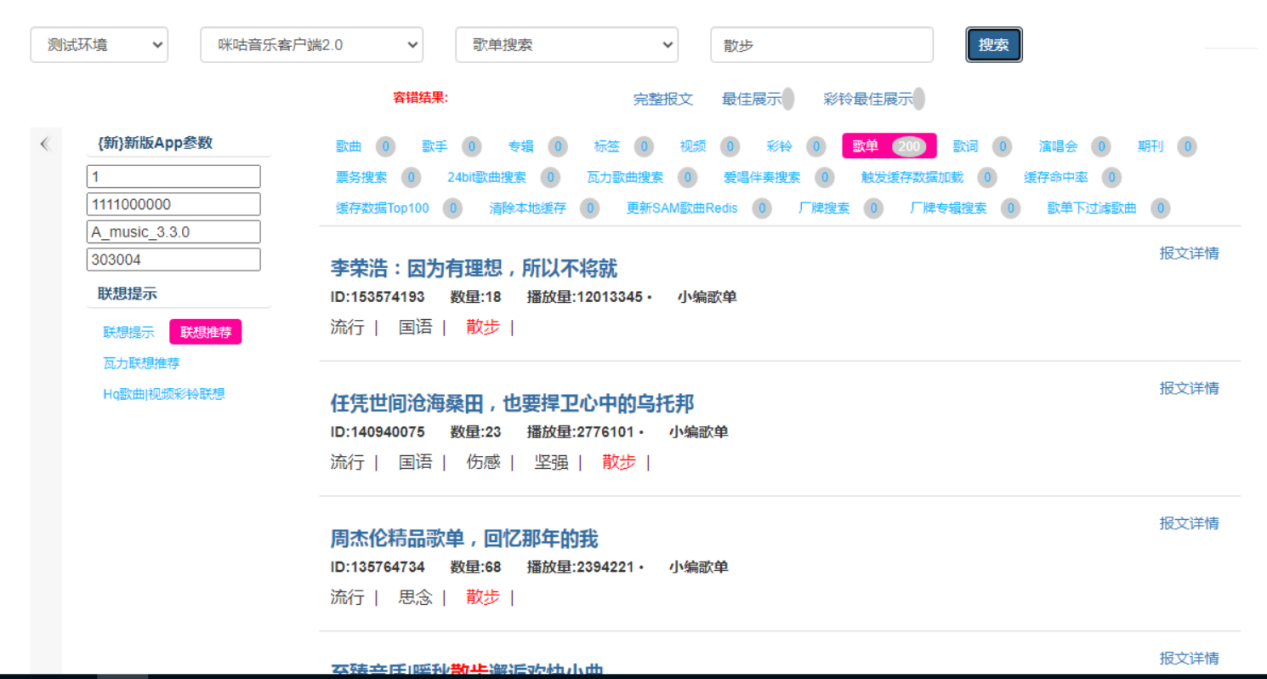 测试环境 咪咕音乐客户端2.0 歌单搜索 散步 搜索
容错结果: 完整报文 最佳展示 彩铃最佳展示
{新}新版App参数
1
1111000000
A_music_3.3.0
303004
联想提示
联想提示 联想推荐
瓦力联想推荐
Hq歌曲|视频彩铃联想
歌曲 0 歌手 0 专辑 0 标签 0 视频 0 彩铃 0 歌单 200 歌词 0 演唱会 0 期刊 0
票务搜索 0 24bit歌曲搜索 0 瓦力歌曲搜索 0 爱唱伴奏搜索 0 触发缓存数据加载 0 缓存命中率 0
缓存数据Top100 0 清除本地缓存 0 更新SAM歌曲Redis 0 厂牌搜索 0 厂牌专辑搜索 0 歌单下过滤歌曲 0
报文详情
李荣浩：因为有理想，所以不将就
ID:153574193 数量:18 播放量:12013345· 小编歌单
流行 | 国语 | 散步 |
报文详情
任凭世间沧海桑田，也要捍卫心中的乌托邦
ID:140940075 数量:23 播放量:2776101· 小编歌单
流行 | 国语 | 伤感 | 坚强 | 散步 |
报文详情
周杰伦精品歌单，回忆那年的我
ID:135764734 数量:68 播放量:2394221· 小编歌单
流行 | 思念 | 散步 |
报文详情
至臻音质|暖秋散步邂逅欢快小曲